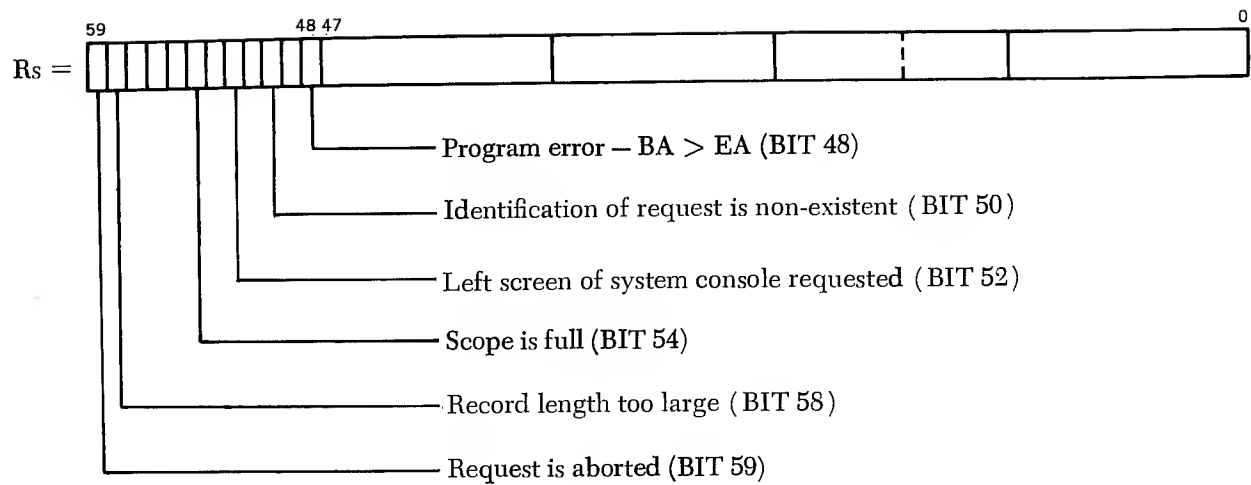 59 48 47 0
Rs =
Program error – BA > EA (BIT 48)
Identification of request is non-existent (BIT 50)
Left screen of system console requested (BIT 52)
Scope is full (BIT 54)
Record length too large (BIT 58)
Request is aborted (BIT 59)